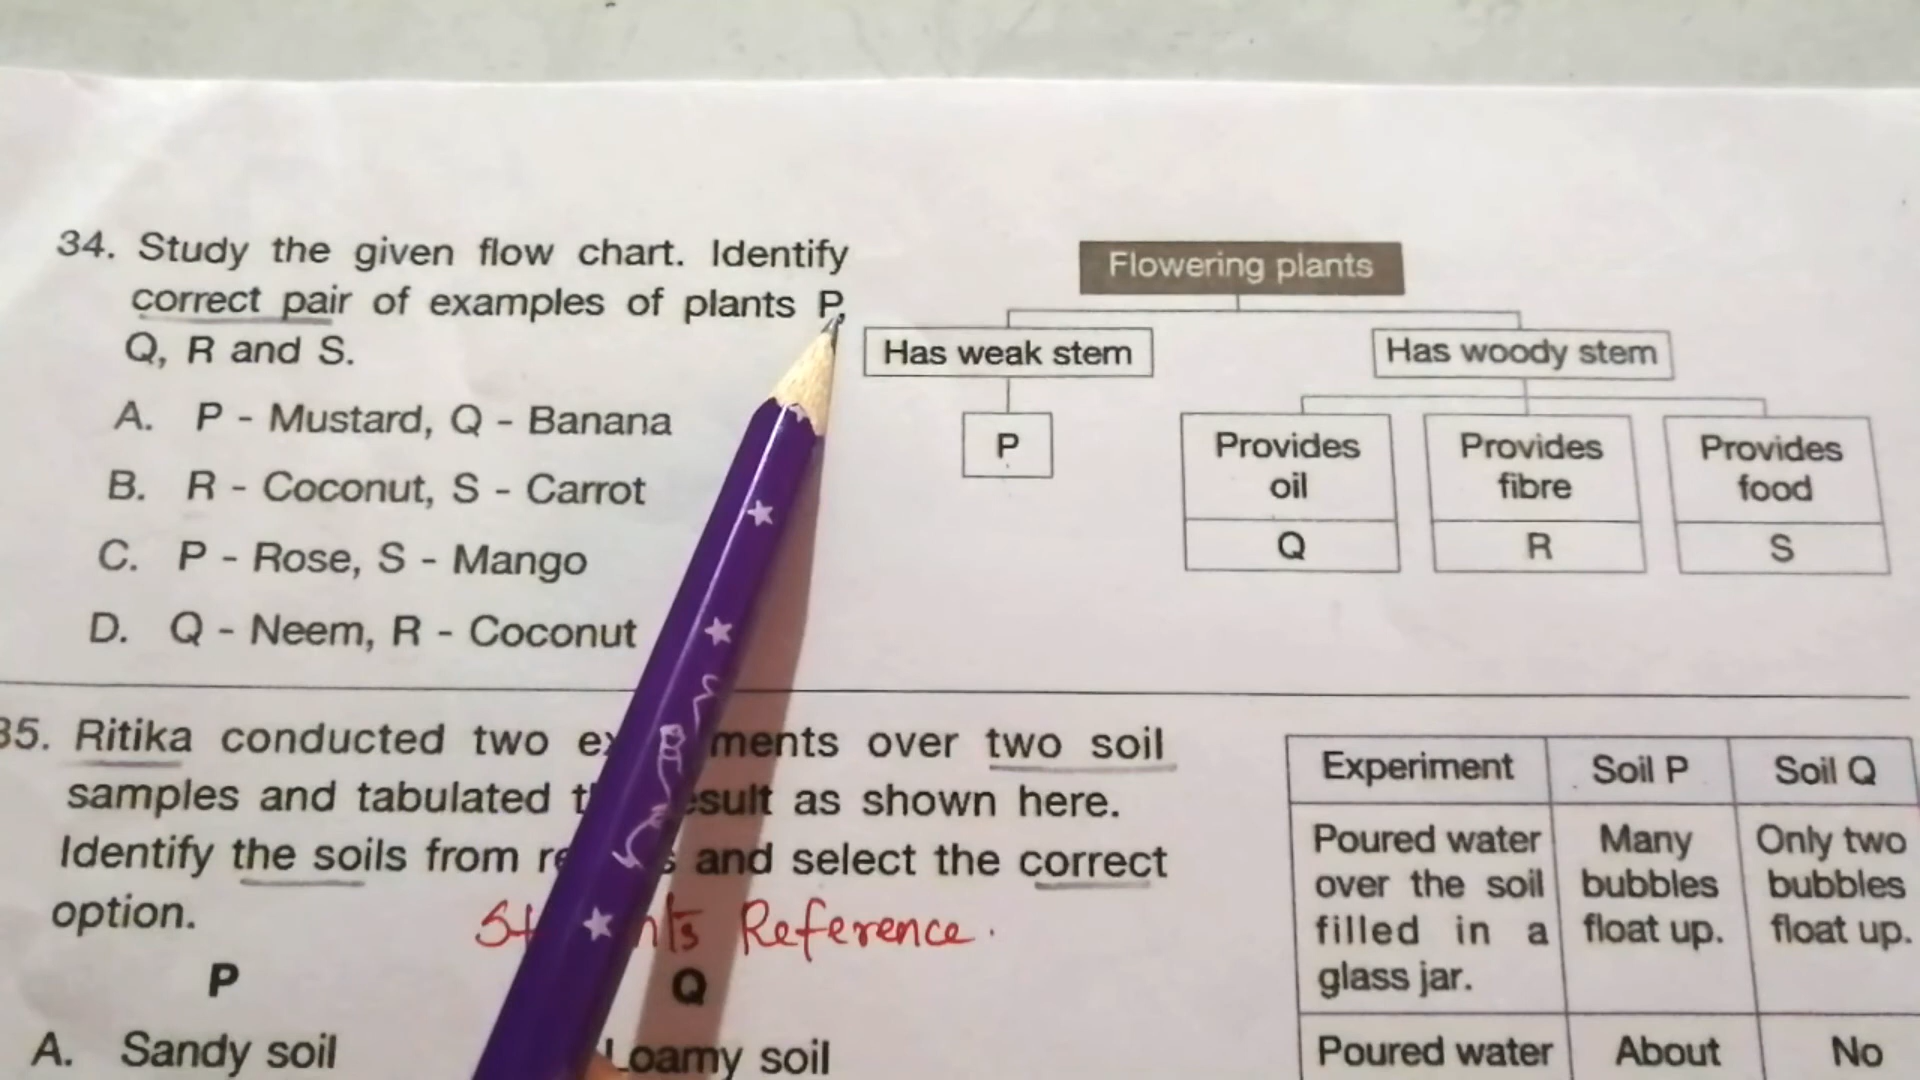 34. Study the given flow chart. Identify
correct pair of examples of plants P,
Q, R and S.
A. P - Mustard, Q - Banana
B. R - Coconut, S - Carrot
C. P - Rose, S - Mango
D. Q - Neem, R - Coconut
Flowering plants
Has weak stem
Has woody stem
P
Provides oil
Provides fibre
Provides food
Q
R
S
35. Ritika conducted two over two soil
samples and tabulated as shown here.
Identify the soils from and select the correct
option.
Reference.
P Q
A. Sandy soil Loamy soil
Experiment Soil P Soil Q
Poured water Many Only two
over the soil bubbles bubbles
filled in a float up. float up.
glass jar.
Poured water About No